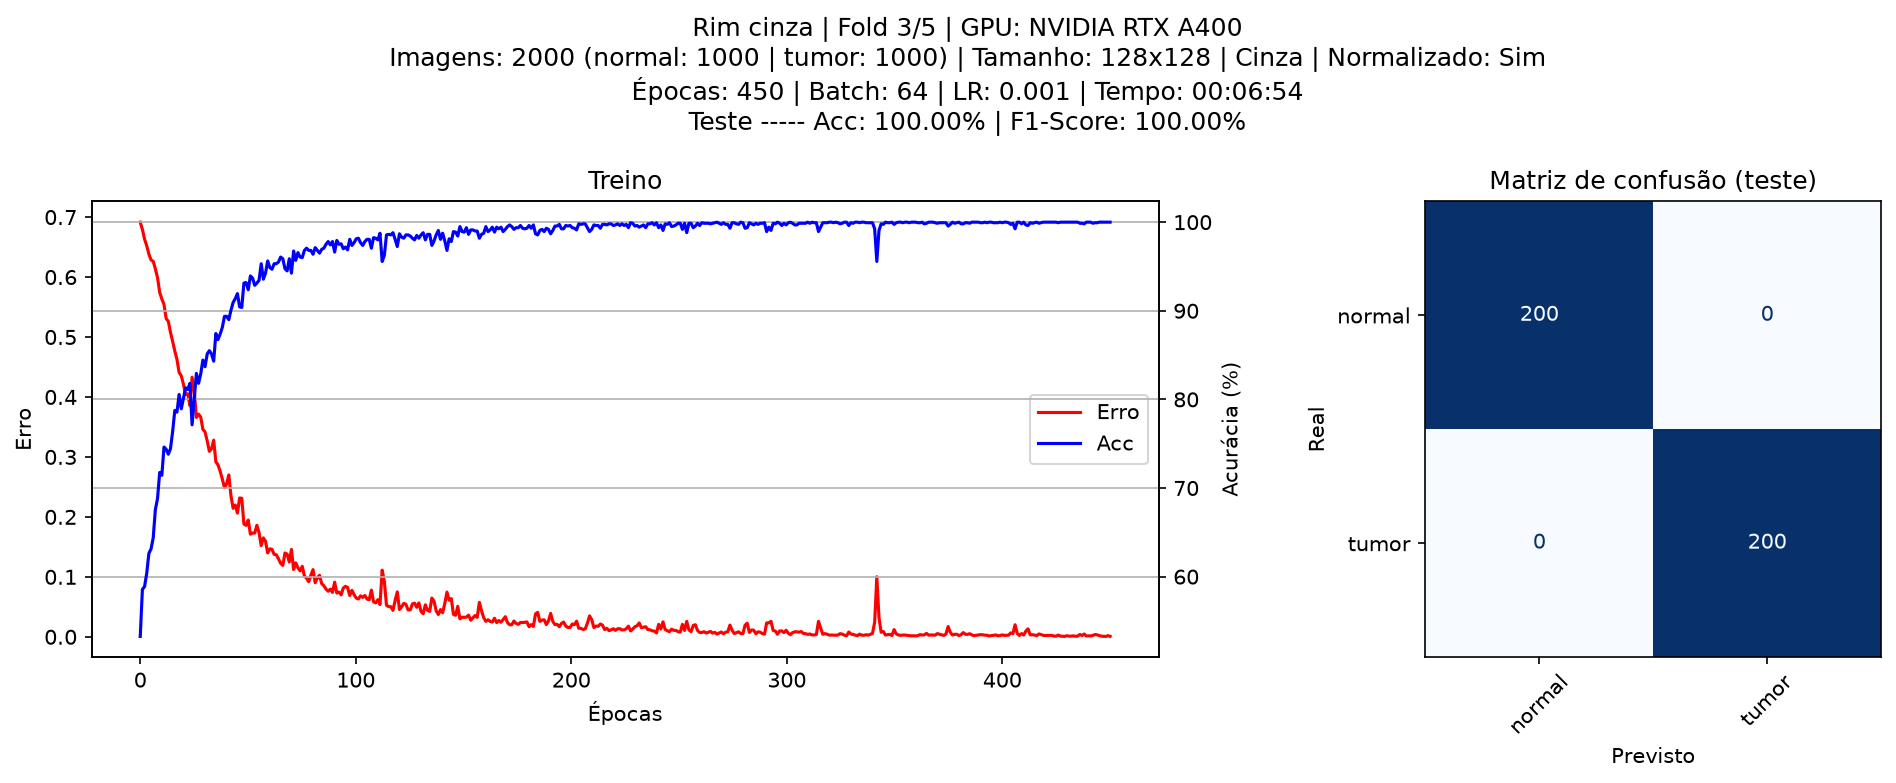 Rim cinza | Fold 3/5 | GPU: NVIDIA RTX A400
Imagens: 2000 (normal: 1000 | tumor: 1000) | Tamanho: 128x128 | Cinza | Normalizado: Sim
Épocas: 450 | Batch: 64 | LR: 0.001 | Tempo: 00:06:54
Teste ----- Acc: 100.00% | F1-Score: 100.00%
Treino
0.7
0.6
0.5
0.4
0.3
0.2
0.1
0.0
Erro
0
100
200
300
400
Épocas
100
90
80
70
60
Acurácia (%)
Erro
Acc
Matriz de confusão (teste)
Real
normal
200
0
tumor
0
200
normal
tumor
Previsto